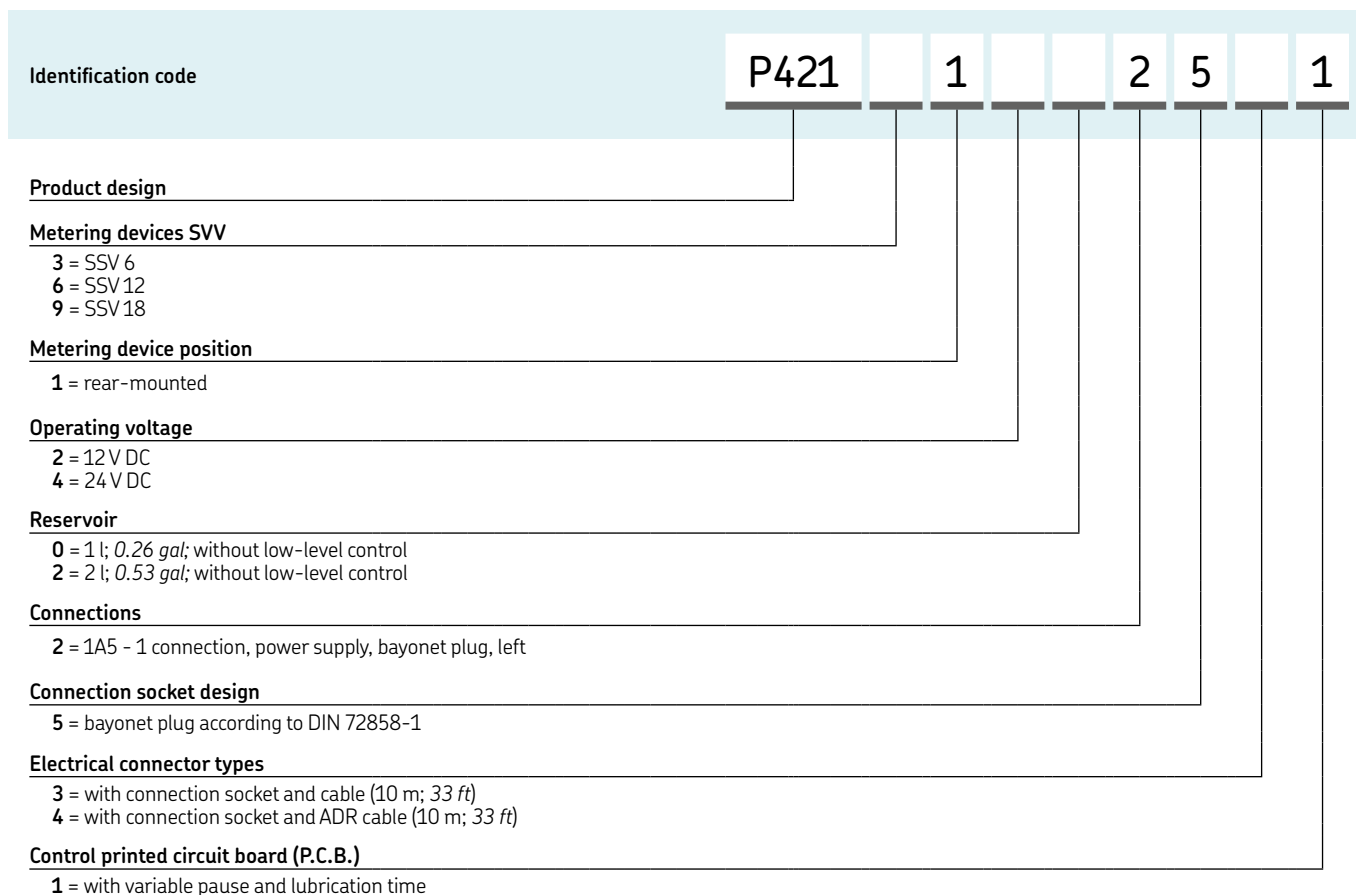 Identification code P421 1 2 5 1
Product design
Metering devices SVV
3 = SSV 6
6 = SSV 12
9 = SSV 18
Metering device position
1 = rear-mounted
Operating voltage
2 = 12 V DC
4 = 24 V DC
Reservoir
0 = 1 l; 0.26 gal; without low-level control
2 = 2 l; 0.53 gal; without low-level control
Connections
2 = 1A5 - 1 connection, power supply, bayonet plug, left
Connection socket design
5 = bayonet plug according to DIN 72858-1
Electrical connector types
3 = with connection socket and cable (10 m; 33 ft)
4 = with connection socket and ADR cable (10 m; 33 ft)
Control printed circuit board (P.C.B.)
1 = with variable pause and lubrication time